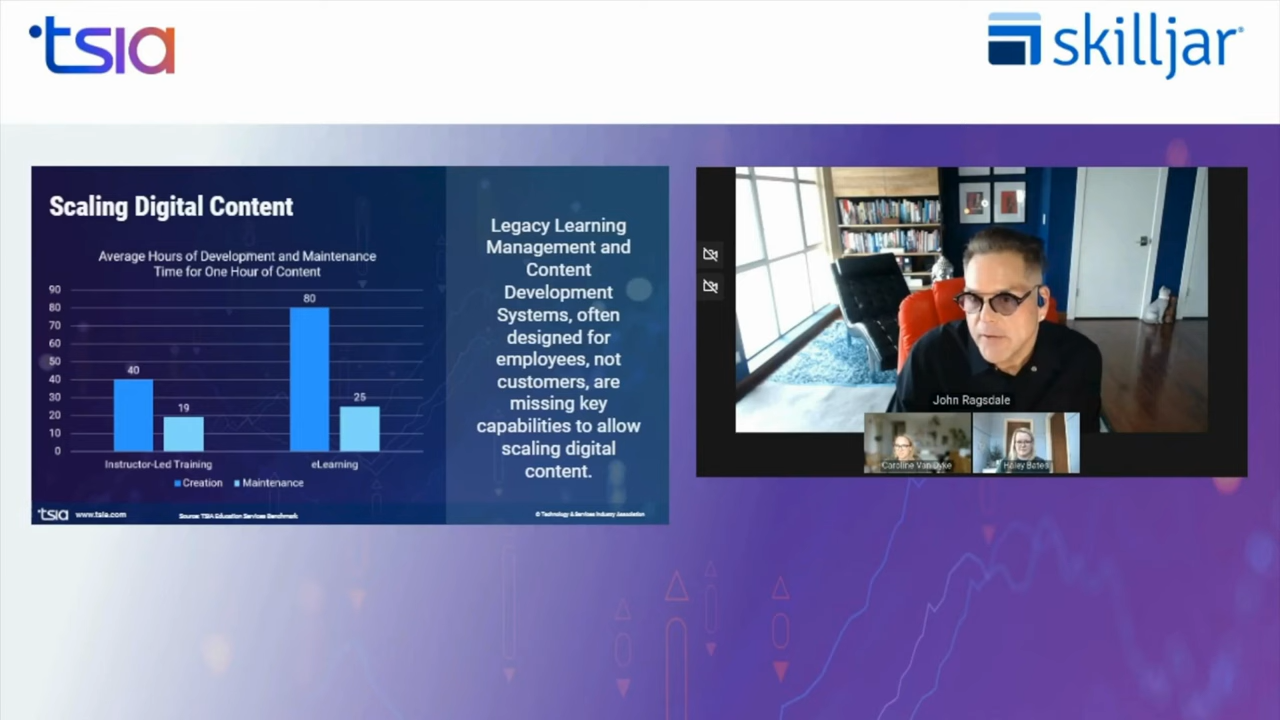 tsia
skilljar
Scaling Digital Content
Average Hours of Development and Maintenance
Time for One Hour of Content
90
80
70
60
50
40
30
20
10
0
40
19
80
25
Instructor-Led Training
eLearning
Creation
Maintenance
Legacy Learning
Management and
Content
Development
Systems, often
designed for
employees, not
customers, are
missing key
capabilities to allow
scaling digital
content.
tsia
www.tsia.com
Source: TSIA Education Services Benchmark
© Technology & Services Industry Association
John Ragsdale
Caroline Van Dyke
Haley Bates